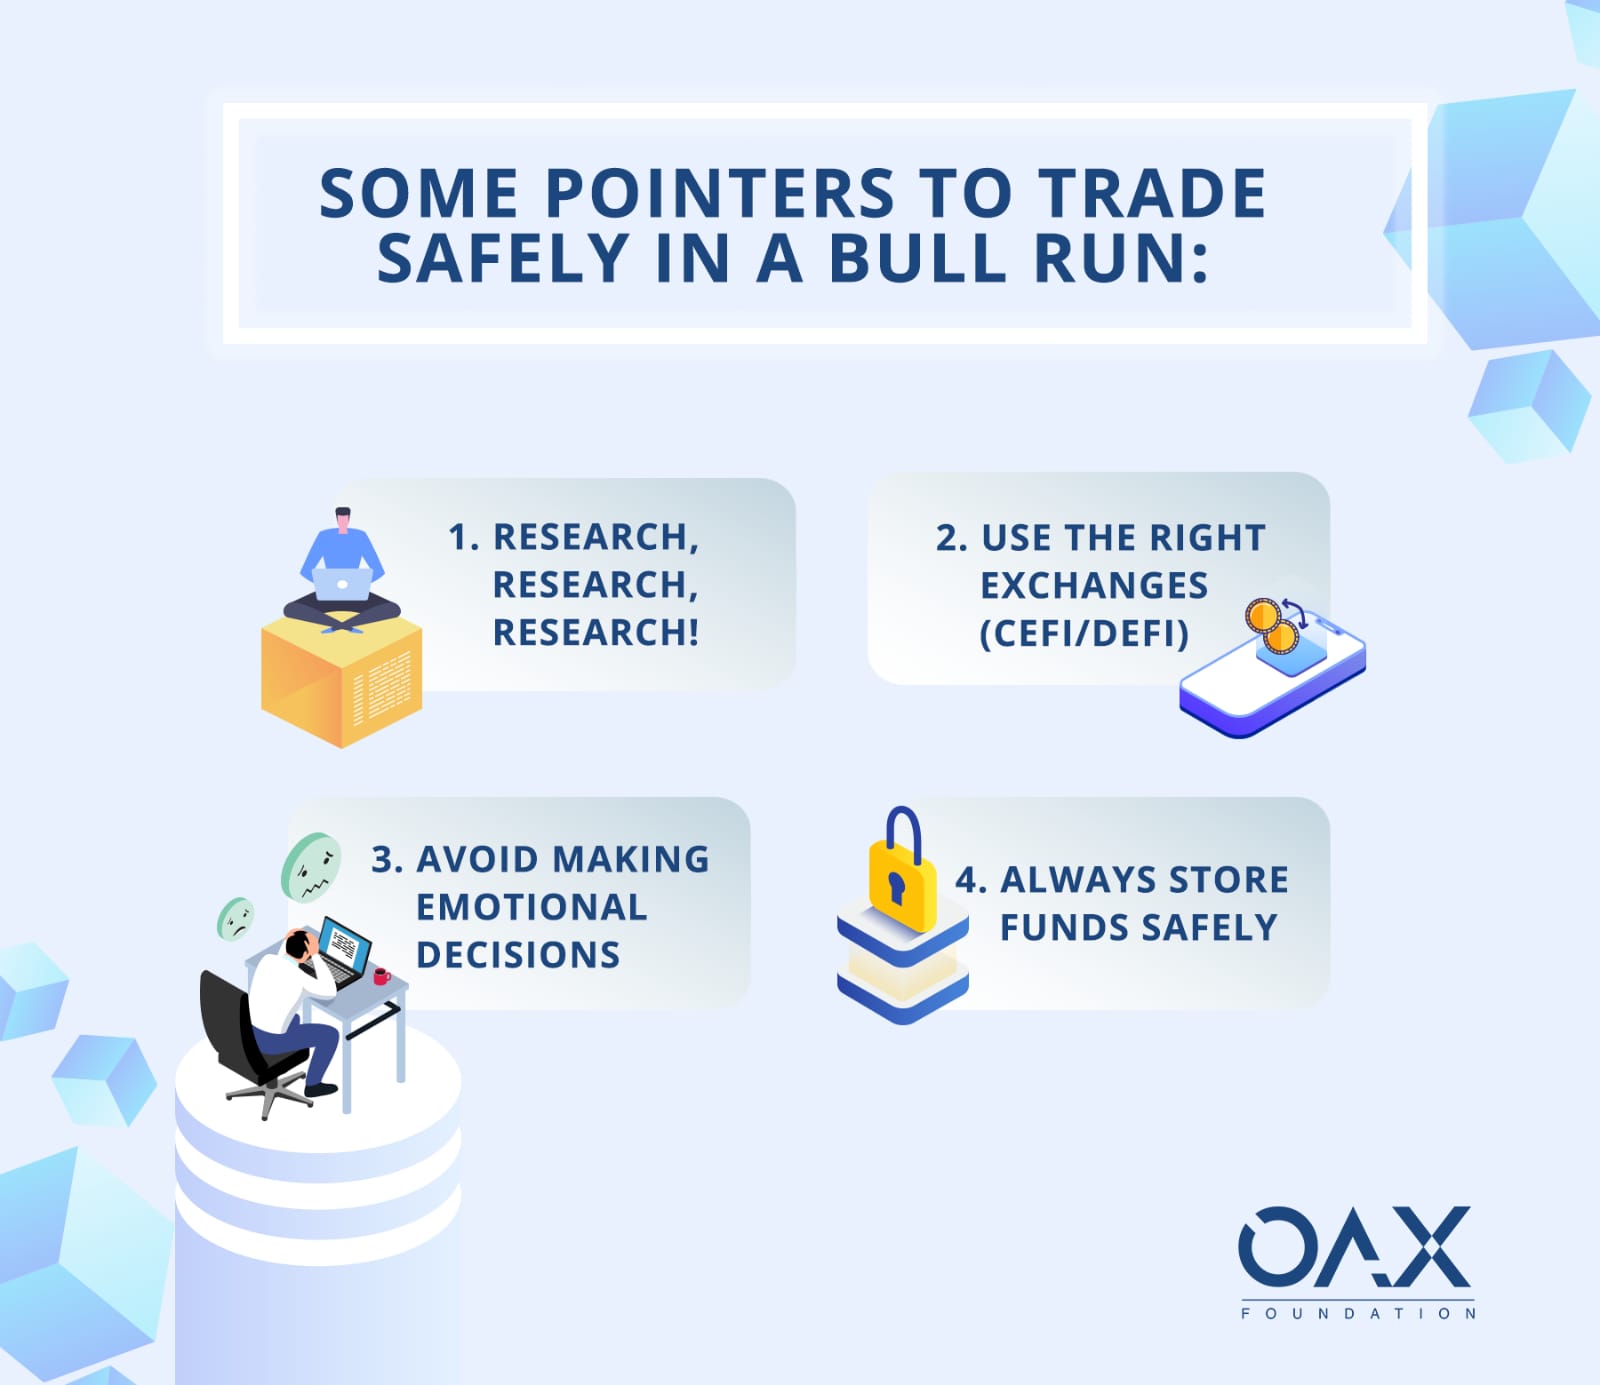 SOME POINTERS TO TRADE
SAFELY IN A BULL RUN:
1. RESEARCH,
RESEARCH,
RESEARCH!
2. USE THE RIGHT
EXCHANGES
(CEFI/DEFI)
3. AVOID MAKING
EMOTIONAL
DECISIONS
4. ALWAYS STORE
FUNDS SAFELY
OAX
FOUNDATION